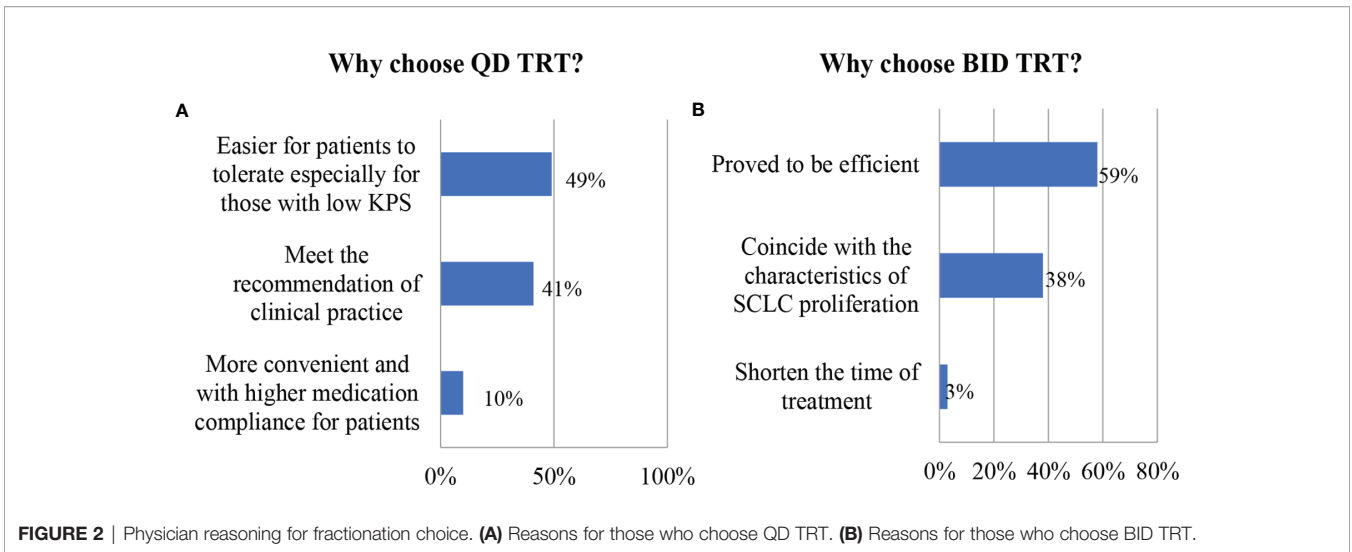 Why choose QD TRT?
A
Easier for patients to
tolerate especially for
those with low KPS
49%
Meet the
recommendation of
clinical practice
41%
More convenient and
with higher medication
compliance for patients
10%
0% 50% 100%
Why choose BID TRT?
B
Proved to be efficient
59%
Coincide with the
characteristics of
SCLC proliferation
38%
Shorten the time of
treatment
3%
0% 20% 40% 60% 80%
FIGURE 2 | Physician reasoning for fractionation choice. (A) Reasons for those who choose QD TRT. (B) Reasons for those who choose BID TRT.